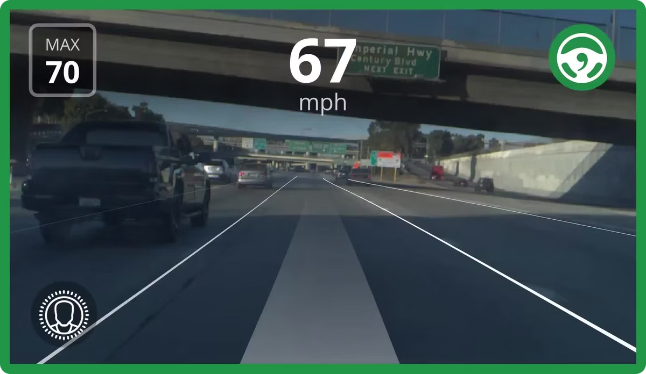 MAX
70
67
mph
Imperial Hwy
Century Blvd
NEXT EXIT